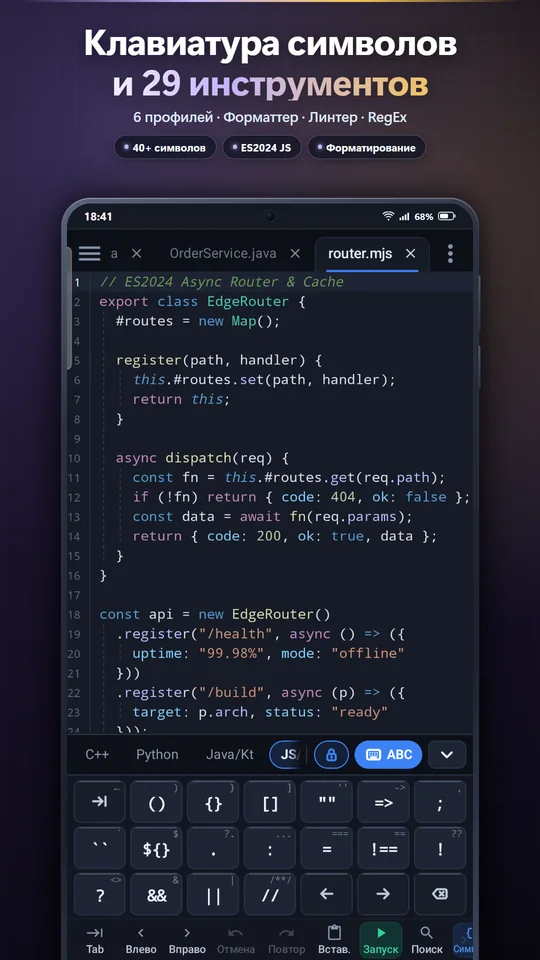 Клавиатура символов
и 29 инструментов
6 профилей · Форматтер · Линтер · RegEx
40+ символов
ES2024 JS
Форматирование
18:41
68%
a
OrderService.java
router.mjs
1 // ES2024 Async Router & Cache
2 export class EdgeRouter {
3 #routes = new Map();
4
5 register(path, handler) {
6 this.#routes.set(path, handler);
7 return this;
8 }
9
10 async dispatch(req) {
11 const fn = this.#routes.get(req.path);
12 if (!fn) return { code: 404, ok: false };
13 const data = await fn(req.params);
14 return { code: 200, ok: true, data };
15 }
16 }
17
18 const api = new EdgeRouter()
19 .register("/health", async () => ({
20 uptime: "99.98%", mode: "offline"
21 }))
22 .register("/build", async (p) => ({
23 target: p.arch, status: "ready"
24 }));
C++ Python Java/Kt JS/ ABC
() {} [] "" => ;
`` ${} . : = !== !
? && || // ← →
Tab Влево Вправо Отмена Повтор Встав. Запуск Поиск